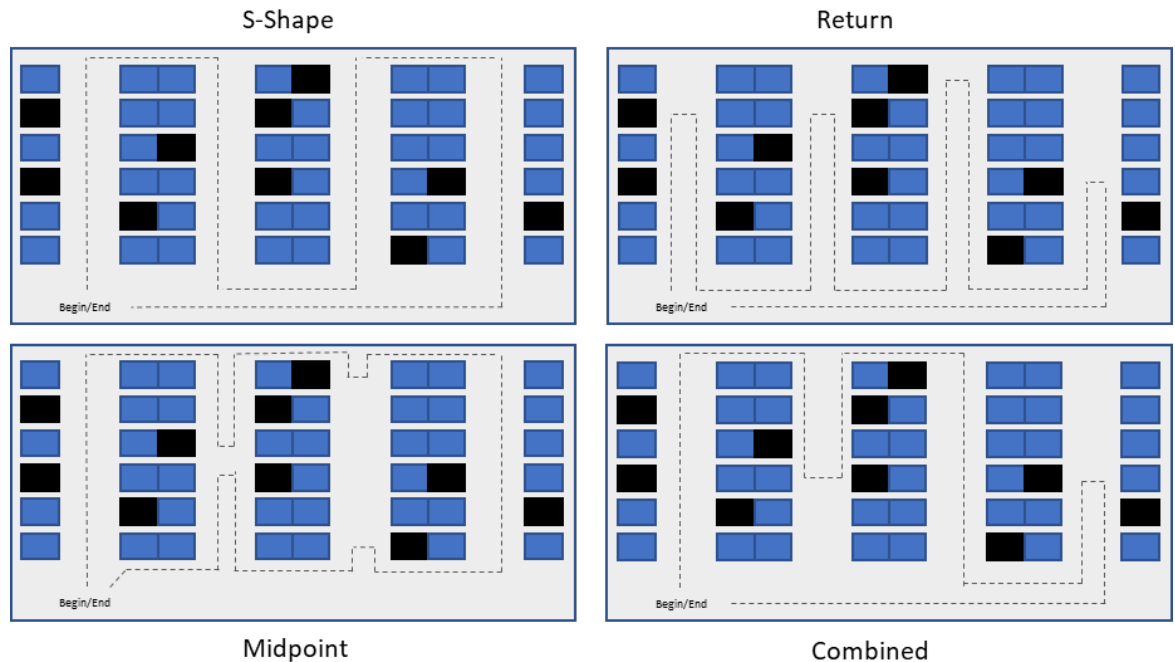 S-Shape
Return
Begin/End
Begin/End
Begin/End
Begin/End
Midpoint
Combined